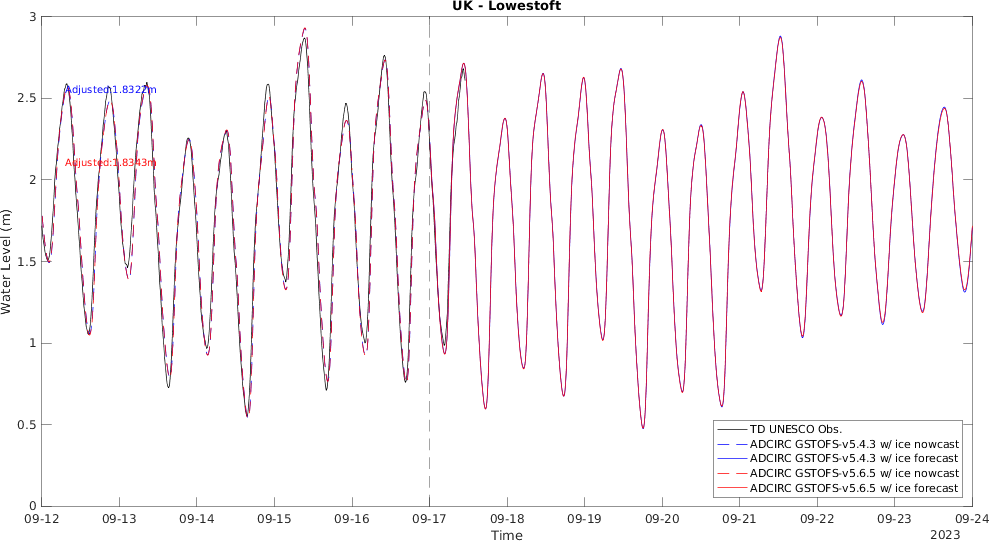 UK - Lowestoft
3
2.5
2
1.5
1
0.5
0
Water Level (m)
Adjusted:1.8322m
Adjusted:1.8343m
TD UNESCO Obs.
ADCIRC GSTOFS-v5.4.3 w/ ice nowcast
ADCIRC GSTOFS-v5.4.3 w/ ice forecast
ADCIRC GSTOFS-v5.6.5 w/ ice nowcast
ADCIRC GSTOFS-v5.6.5 w/ ice forecast
09-12 09-13 09-14 09-15 09-16 09-17 09-18 09-19 09-20 09-21 09-22 09-23 09-24
Time
2023